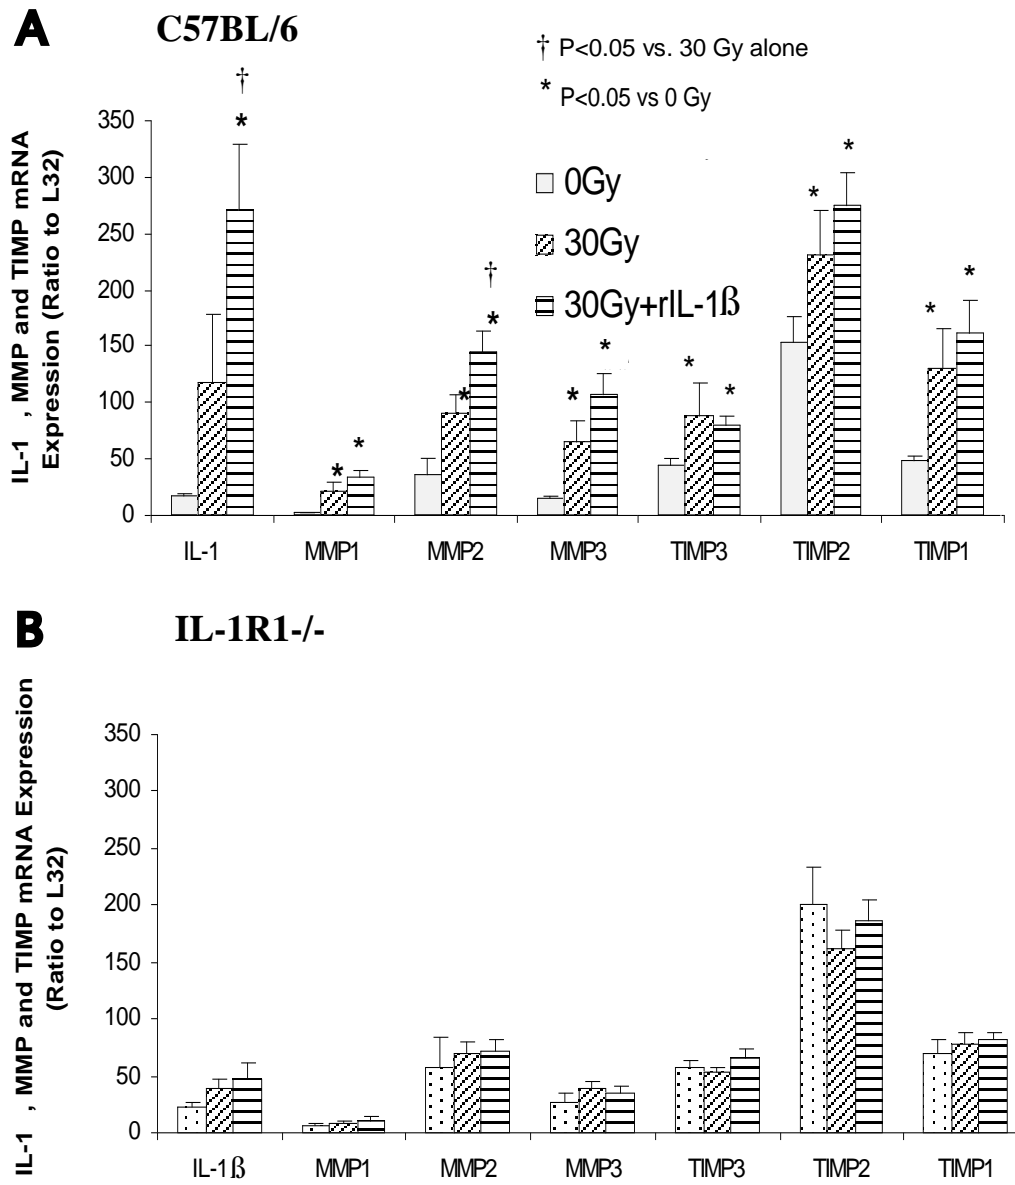 A
C57BL/6
† P<0.05 vs. 30 Gy alone
* P<0.05 vs 0 Gy
IL-1 , MMP and TIMP mRNA
Expression (Ratio to L32)
350
300
250
200
150
100
50
0
†
*
*
*
*
†
*
*
*
*
*
*
*
*
*
0Gy
30Gy
30Gy+rIL-1ß
IL-1 MMP1 MMP2 MMP3 TIMP3 TIMP2 TIMP1
B
IL-1R1-/-
IL-1 , MMP and TIMP mRNA Expression
(Ratio to L32)
350
300
250
200
150
100
50
0
IL-1ß MMP1 MMP2 MMP3 TIMP3 TIMP2 TIMP1